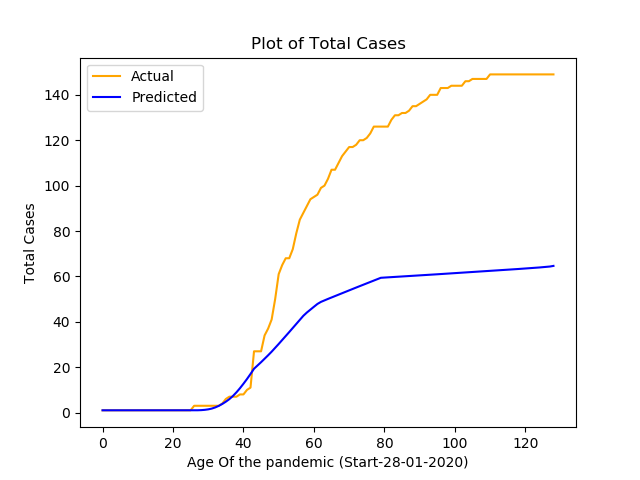 Plot of Total Cases
Actual
Predicted
140
120
100
80
60
40
20
0
Total Cases
0 20 40 60 80 100 120
Age Of the pandemic (Start-28-01-2020)